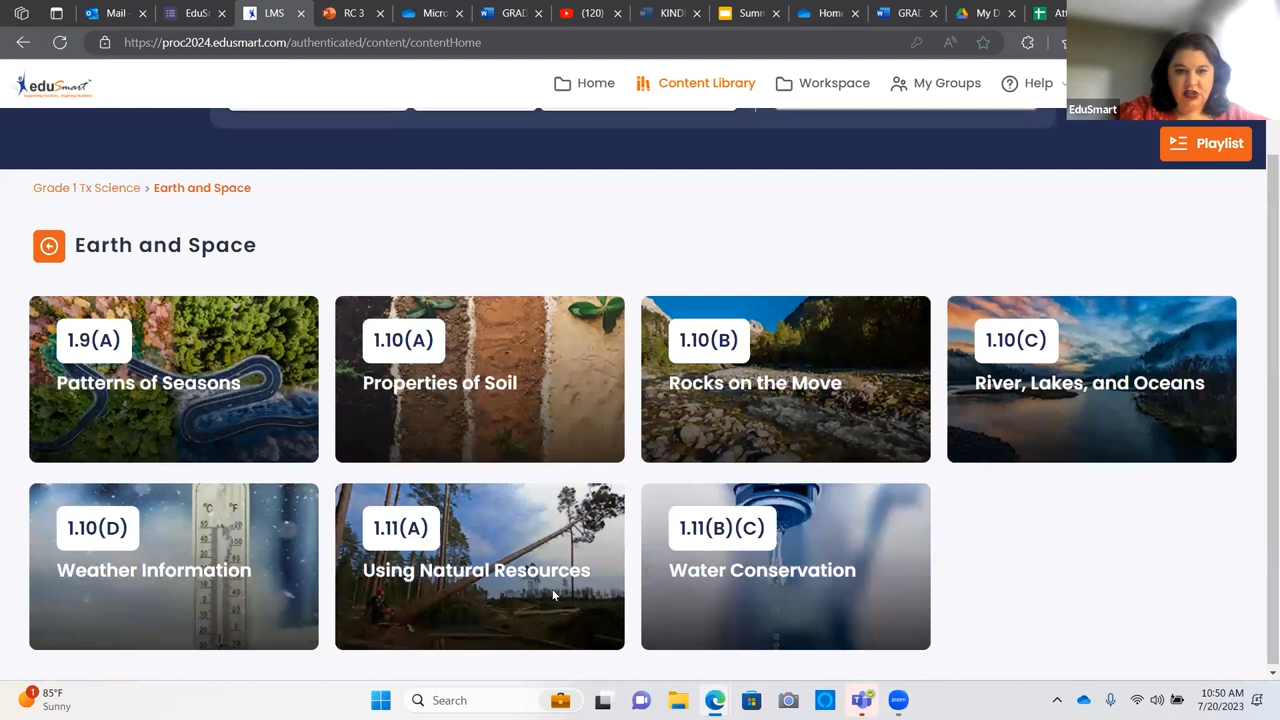 Mail -
EduS
LMS
RC 3
Micro
GRAD
(120)
KIND
Sumr
Home
GRAD
My D
At
https://proc2024.edusmart.com/authenticated/content/contentHome
eduSmart
Home
Content Library
Workspace
My Groups
Help
EduSmart
Playlist
Grade 1 Tx Science > Earth and Space
Earth and Space
1.9(A)
Patterns of Seasons
1.10(A)
Properties of Soil
1.10(B)
Rocks on the Move
1.10(C)
River, Lakes, and Oceans
1.10(D)
Weather Information
°C °F
1.11(A)
Using Natural Resources
1.11(B)(C)
Water Conservation
1
85°F
Sunny
Search
10:50 AM
7/20/2023